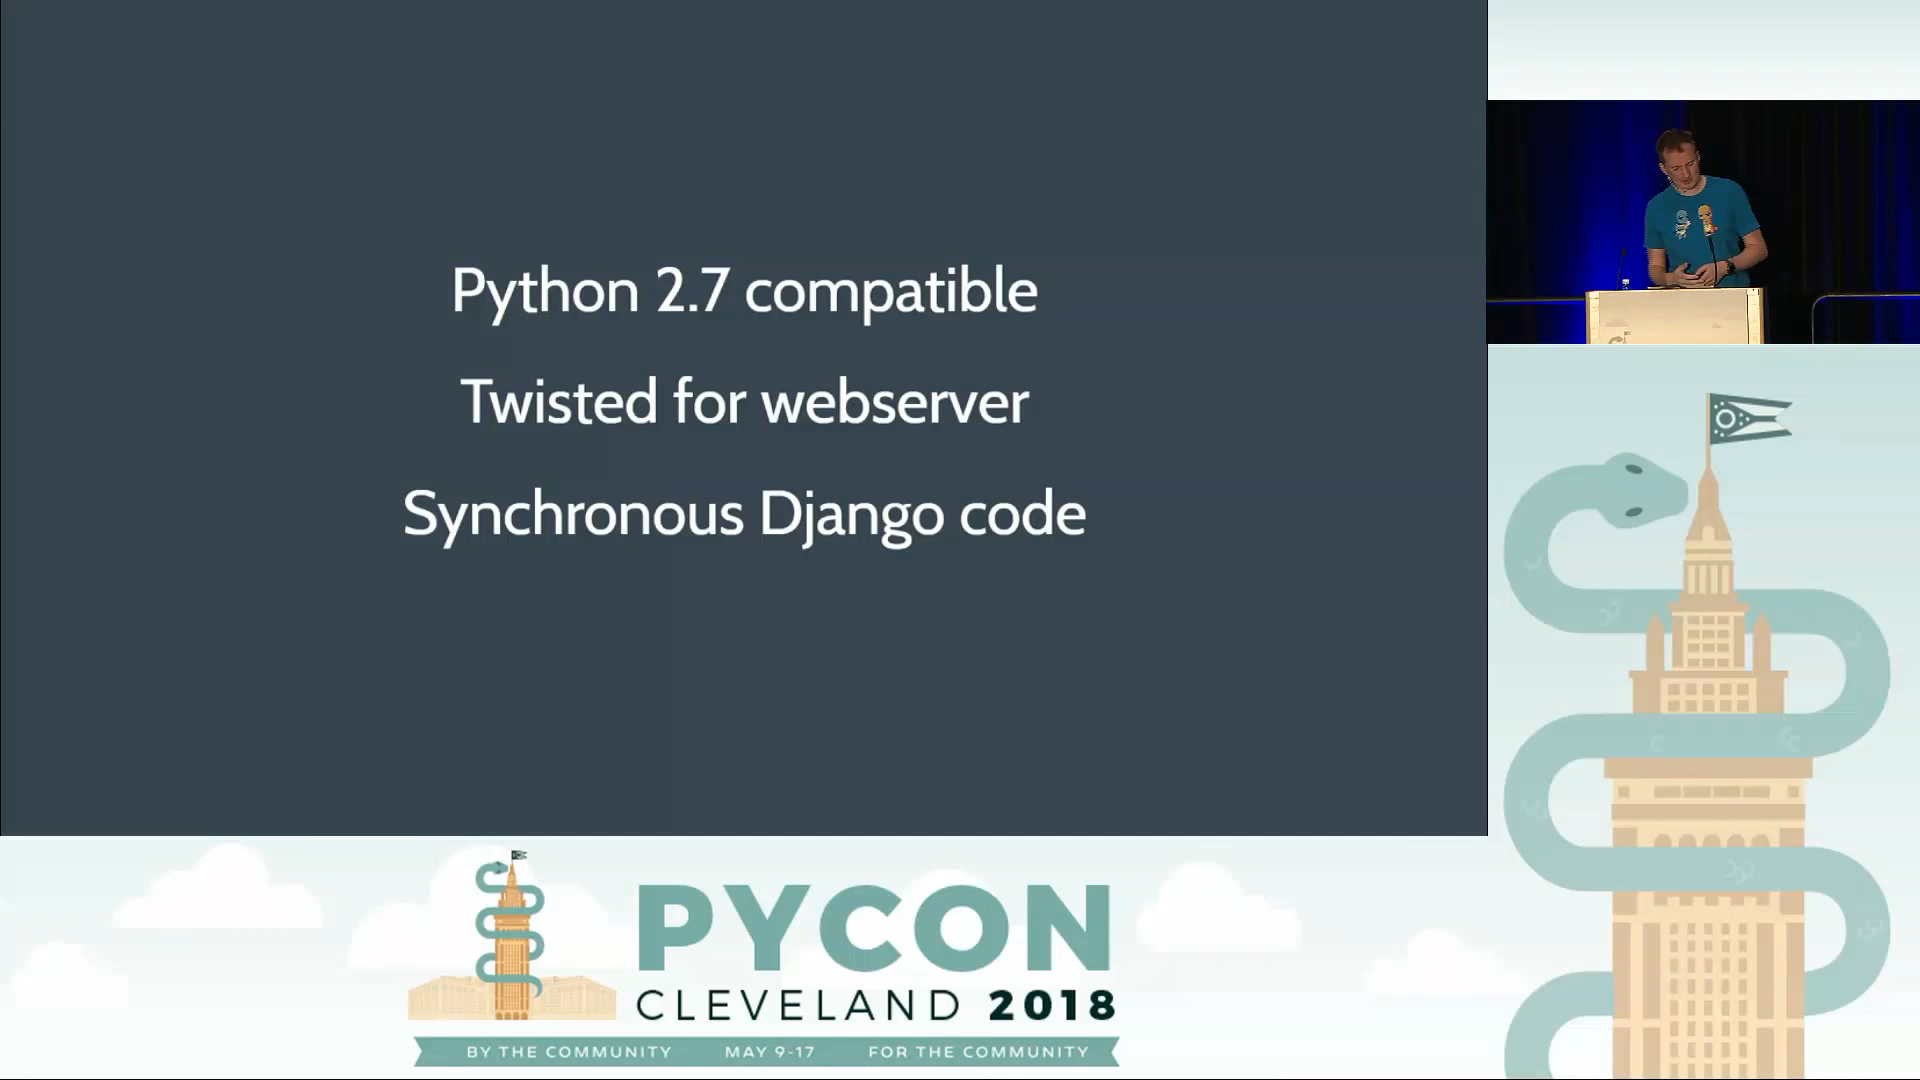 Python 2.7 compatible
Twisted for webserver
Synchronous Django code
PYCON
CLEVELAND 2018
BY THE COMMUNITY MAY 9-17 FOR THE COMMUNITY